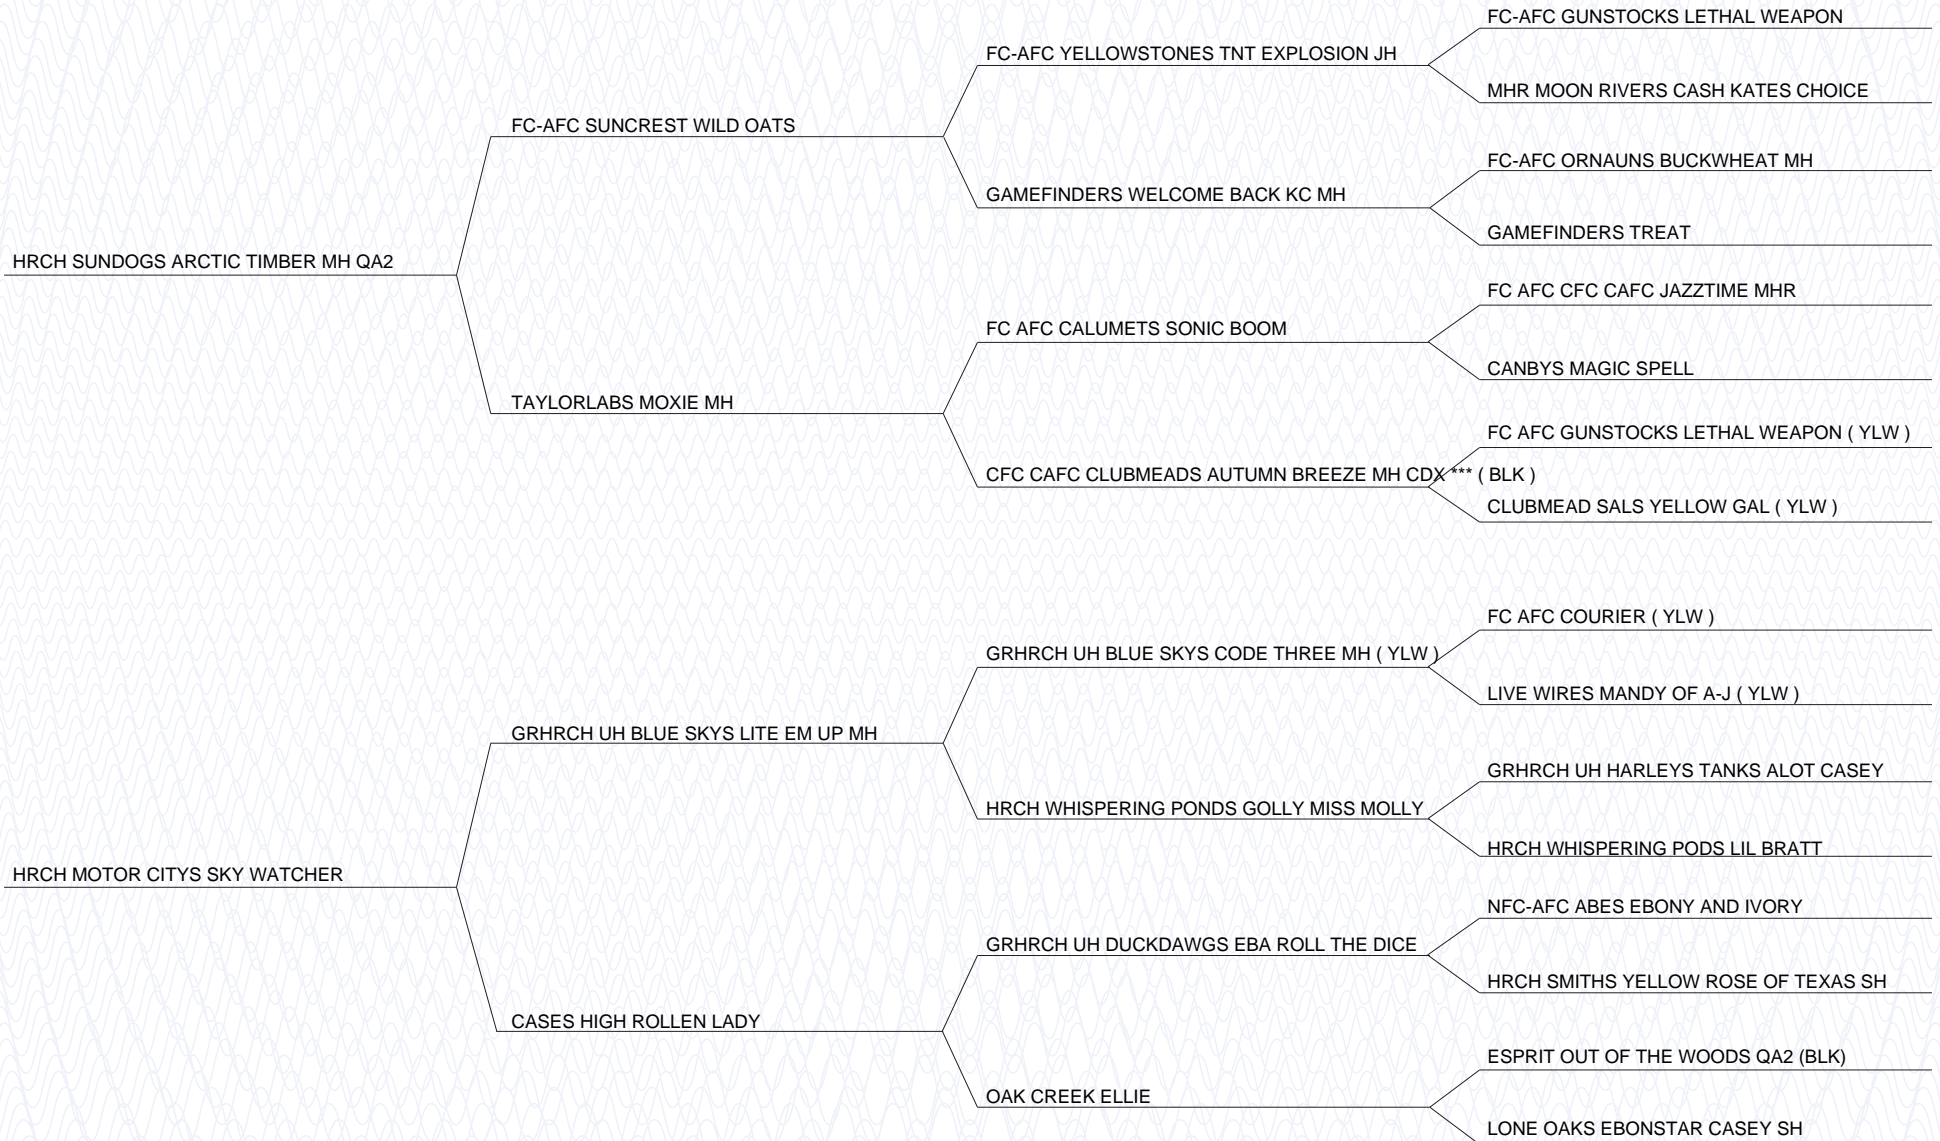 FC-AFC GUNSTOCKS LETHAL WEAPON
FC-AFC YELLOWSTONES TNT EXPLOSION JH
MHR MOON RIVERS CASH KATES CHOICE
FC-AFC SUNCREST WILD OATS
FC-AFC ORNAUNS BUCKWHEAT MH
GAMEFINDERS WELCOME BACK KC MH
GAMEFINDERS TREAT
HRCH SUNDOGS ARCTIC TIMBER MH QA2
FC AFC CFC CAFC JAZZTIME MHR
FC AFC CALUMETS SONIC BOOM
CANBYS MAGIC SPELL
TAYLORLABS MOXIE MH
FC AFC GUNSTOCKS LETHAL WEAPON ( YLW )
CFC CAFC CLUBMEADS AUTUMN BREEZE MH CDX *** ( BLK )
CLUBMEAD SALS YELLOW GAL ( YLW )
FC AFC COURIER ( YLW )
GRHRCH UH BLUE SKYS CODE THREE MH ( YLW )
LIVE WIRES MANDY OF A-J ( YLW )
GRHRCH UH BLUE SKYS LITE EM UP MH
GRHRCH UH HARLEYS TANKS ALOT CASEY
HRCH WHISPERING PONDS GOLLY MISS MOLLY
HRCH WHISPERING PODS LIL BRATT
HRCH MOTOR CITYS SKY WATCHER
NFC-AFC ABES EBONY AND IVORY
GRHRCH UH DUCKDAWGS EBA ROLL THE DICE
HRCH SMITHS YELLOW ROSE OF TEXAS SH
CASES HIGH ROLLEN LADY
ESPRIT OUT OF THE WOODS QA2 (BLK)
OAK CREEK ELLIE
LONE OAKS EBONSTAR CASEY SH